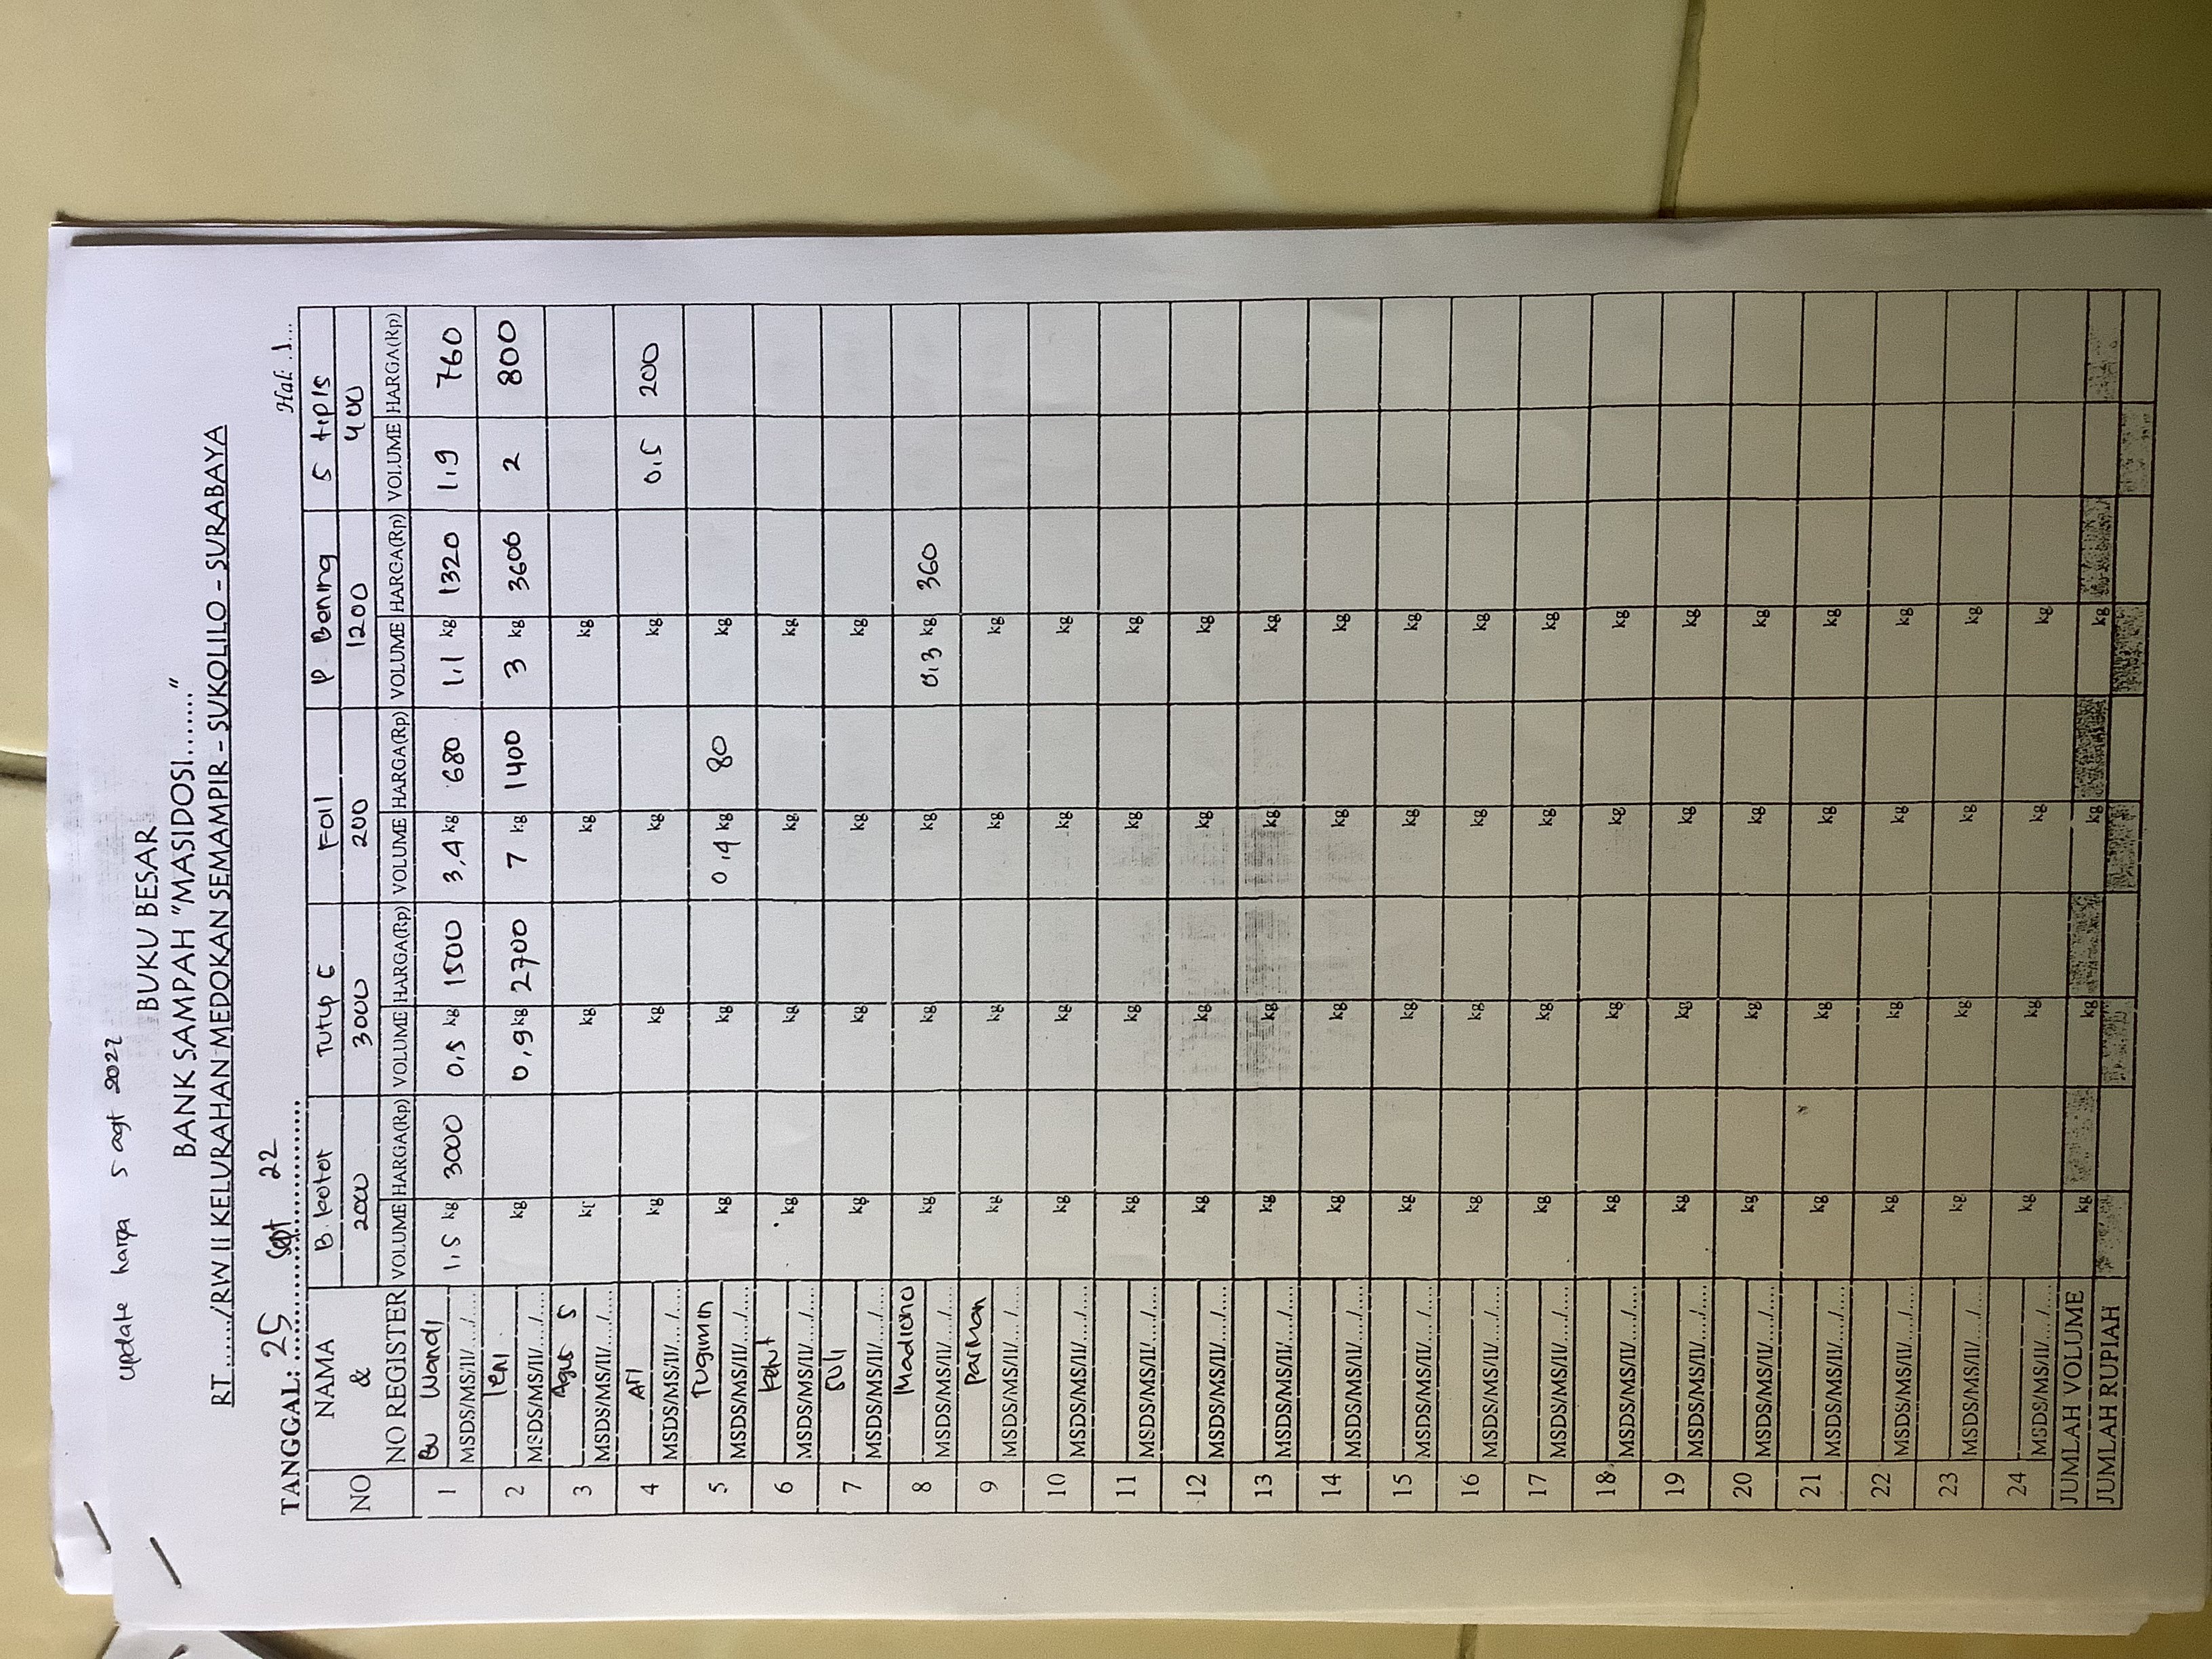 update harga 5 agt 2022
BUKU BESAR
BANK SAMPAH "MASIDOSI......."
RT....../RW II KELURAHAN MEDOKAN SEMAMPIR - SUKOLILO - SURABAYA
TANGGAL: 25 Sept 22
Hal: .1...
NO NAMA & NO REGISTER B. kotor Tutup G Foil P Bening S tipis
2000 3000 200 1200 400
VOLUME HARGA(Rp) VOLUME HARGA(Rp) VOLUME HARGA(Rp) VOLUME HARGA(Rp) VOLUME HARGA(Rp)
1 Bu Wandi 1,5 kg 3000 0,5 kg 1500 3,4 kg 680 1,1 kg 1320 1,9 760
MSDS/MS/II/..../....
2 Teni kg 0,9 kg 2700 7 kg 1400 3 kg 3600 2 800
MSDS/MS/II/..../....
3 Agus S kg kg kg kg
MSDS/MS/II/..../....
4 Ari kg kg kg kg 0,5 200
MSDS/MS/II/..../....
5 Tugimin kg kg 0,4 kg 80 kg
MSDS/MS/II/..../....
6 kg kg kg kg
MSDS/MS/II/..../....
7 Suli kg kg kg kg
MSDS/MS/II/..../....
8 Madiono kg kg kg 0,3 kg 360
MSDS/MS/II/..../....
9 Parman kg kg kg kg
MSDS/MS/II/..../....
10 kg kg kg kg
MSDS/MS/II/..../....
11 kg kg kg kg
MSDS/MS/II/..../....
12 kg kg kg kg
MSDS/MS/II/..../....
13 kg kg kg kg
MSDS/MS/II/..../....
14 kg kg kg kg
MSDS/MS/II/..../....
15 kg kg kg kg
MSDS/MS/II/..../....
16 kg kg kg kg
MSDS/MS/II/..../....
17 kg kg kg kg
MSDS/MS/II/..../....
18 kg kg kg kg
MSDS/MS/II/..../....
19 kg kg kg kg
MSDS/MS/II/..../....
20 kg kg kg kg
MSDS/MS/II/..../....
21 kg kg kg kg
MSDS/MS/II/..../....
22 kg kg kg kg
MSDS/MS/II/..../....
23 kg kg kg kg
MSDS/MS/II/..../....
24 kg kg kg kg
MSDS/MS/II/..../....
JUMLAH VOLUME kg kg kg kg
JUMLAH RUPIAH